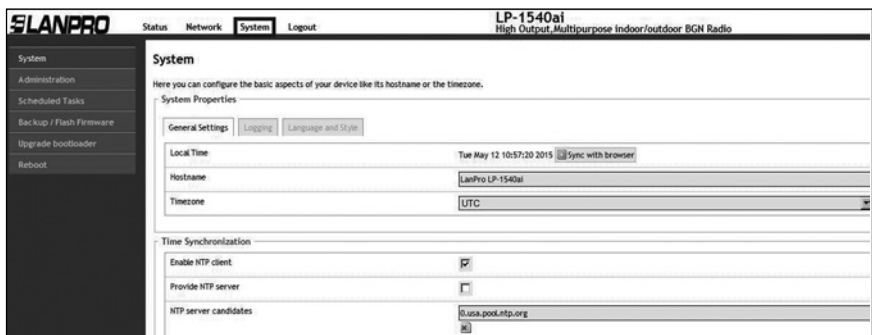 LANPRO
Status Network System Logout
LP-1540ai
High Output,Multipurpose indoor/outdoor BGN Radio
System
Administration
Scheduled Tasks
Backup / Flash Firmware
Upgrade bootloader
Reboot
System
Here you can configure the basic aspects of your device like its hostname or the timezone.
System Properties
General Settings Logging Language and Style
Local Time Tue May 12 10:57:20 2015 Sync with browser
Hostname LanPro LP-1540ai
Timezone UTC
Time Synchronization
Enable NTP client
Provide NTP server
NTP server candidates 0.usa.pool.ntp.org